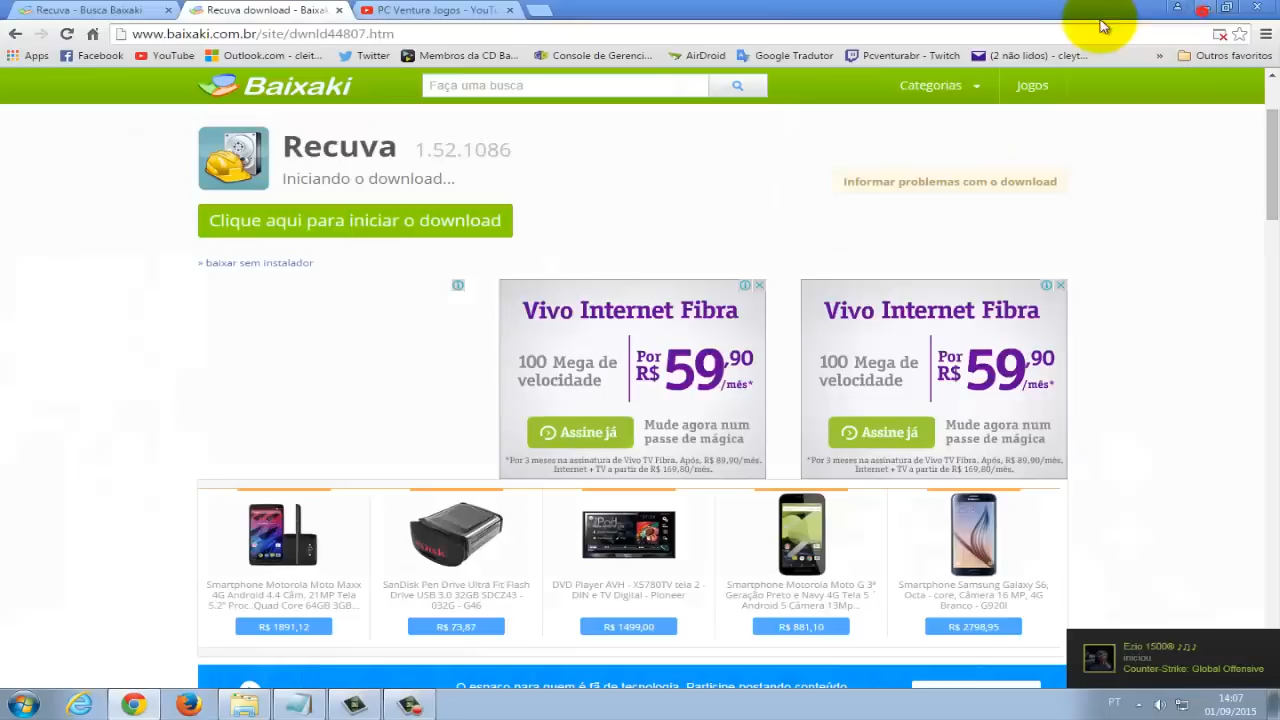 Recuva - Busca Baixaki
Recuva download - Baixak
PC Ventura Jogos - YouTu
www.baixaki.com.br/site/dwnld44807.htm
Apps
Facebook
YouTube
Outlook.com - cleiton...
Twitter
Membros da CD Ba...
Console de Gerenci...
AirDroid
Google Tradutor
Pcventurabr - Twitch
(2 não lidos) - cleyt...
»
Outros favoritos
Baixaki
Faça uma busca
Categorias
Jogos
Recuva 1.52.1086
Iniciando o download...
Informar problemas com o download
Clique aqui para iniciar o download
» baixar sem instalador
Vivo Internet Fibra
100 Mega de
velocidade
Por
R$ 59,90
/mês*
Assine já
Mude agora num
passe de mágica
*Por 3 meses na assinatura de Vivo TV Fibra. Após, R$ 89,90/mês.
Internet + TV a partir de R$ 169,80/mês.
Vivo Internet Fibra
100 Mega de
velocidade
Por
R$ 59,90
/mês*
Assine já
Mude agora num
passe de mágica
*Por 3 meses na assinatura de Vivo TV Fibra. Após, R$ 89,90/mês.
Internet + TV a partir de R$ 169,80/mês.
Smartphone Motorola Moto Maxx
4G Android 4.4 Câm. 21MP Tela
5.2" Proc..Quad Core 64GB 3GB...
R$ 1891,12
SanDisk Pen Drive Ultra Fit Flash
Drive USB 3.0 32GB SDCZ43 -
032G - G46
R$ 73,87
DVD Player AVH - X5780TV tela 2 -
DIN e TV Digital - Pioneer
R$ 1499,00
Smartphone Motorola Moto G 3ª
Geração Preto e Navy 4G Tela 5 ´
Android 5 Câmera 13Mp...
R$ 881,10
Smartphone Samsung Galaxy S6,
Octa - core, Câmera 16 MP, 4G
Branco - G920I
R$ 2798,95
O espaço para quem é fã de tecnologia. Participe postando conteúdo
Ezio 1500® ♪♫♪
iniciou
Counter-Strike: Global Offensive
PT
14:07
01/09/2015